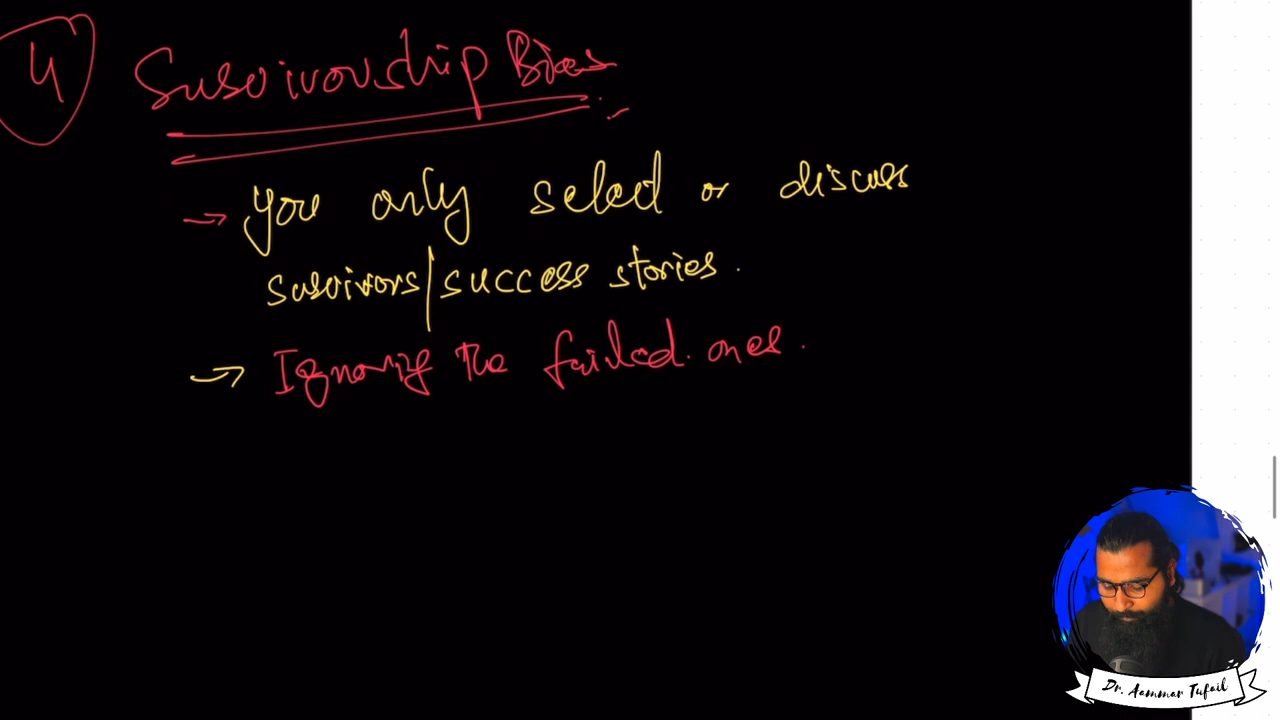 4 Survivorship Bias :-
→ you only select or discuss
survivors/success stories.
→ Ignoring the failed ones.
Dr. Aammar Tufail